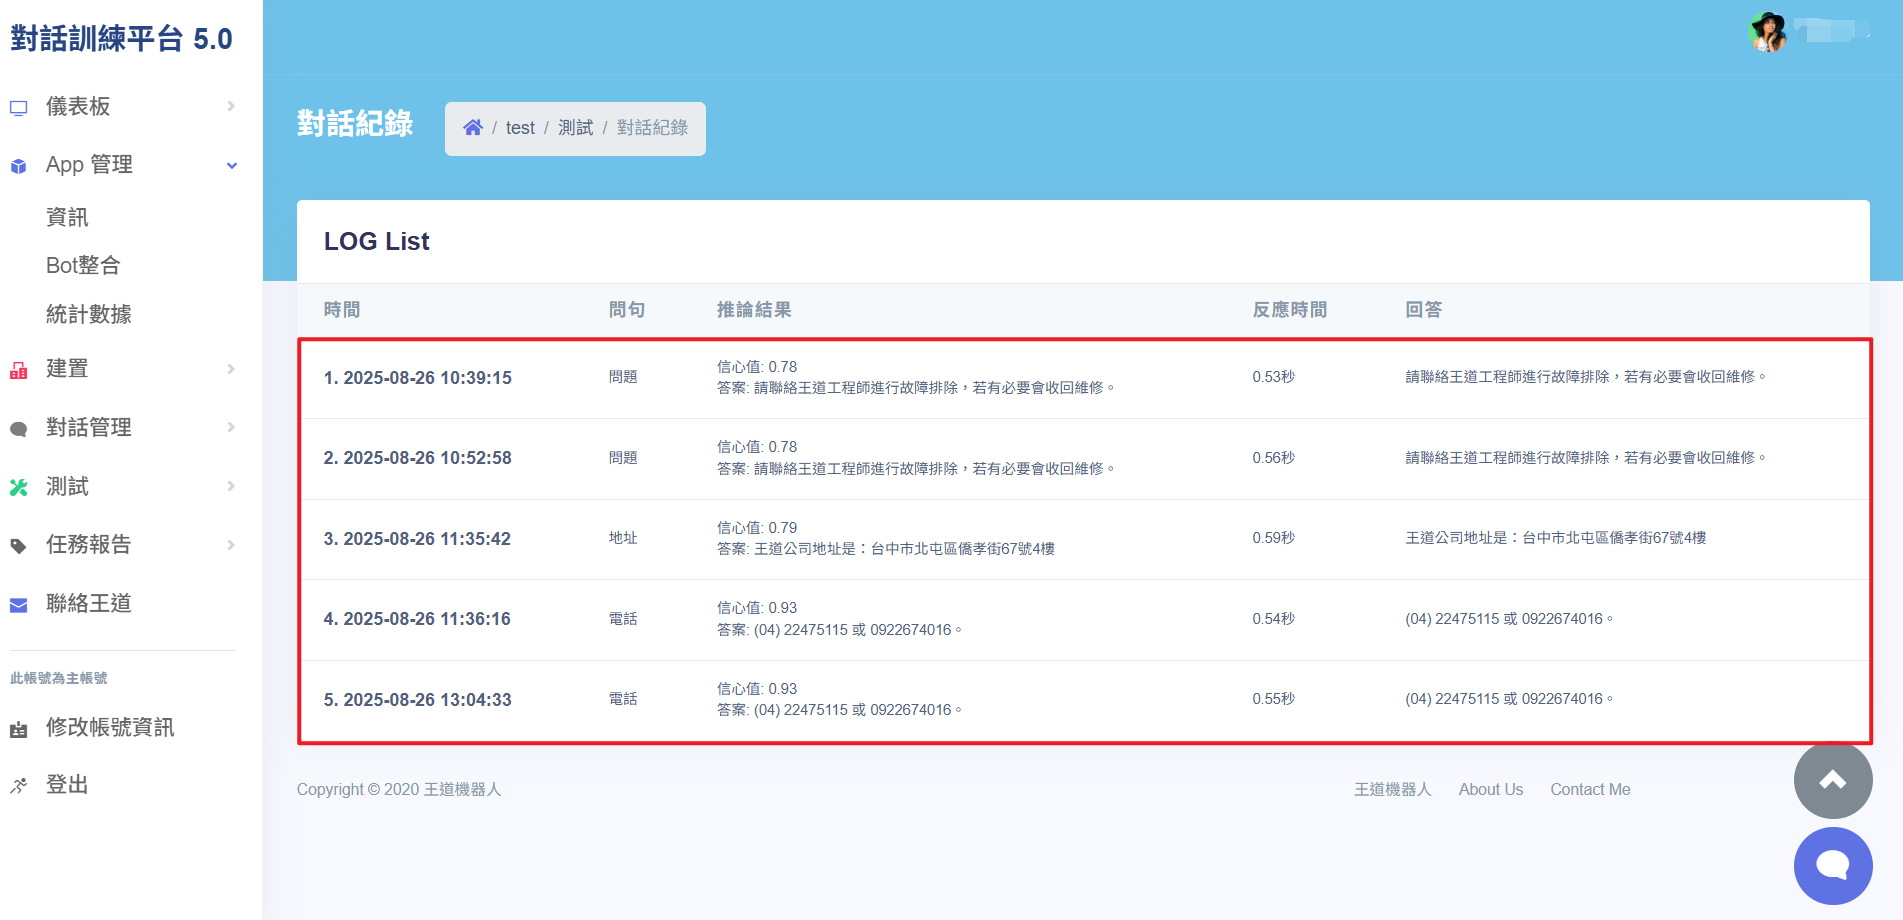 對話訓練平台 5.0
儀表板
App 管理
資訊
Bot整合
統計數據
建置
對話管理
測試
任務報告
聯絡王道
此帳號為主帳號
修改帳號資訊
登出
對話紀錄
/ test / 測試 / 對話紀錄
LOG List
時間 問句 推論結果 反應時間 回答
1. 2025-08-26 10:39:15 問題 信心值: 0.78 0.53秒 請聯絡王道工程師進行故障排除，若有必要會收回維修。
答案: 請聯絡王道工程師進行故障排除，若有必要會收回維修。
2. 2025-08-26 10:52:58 問題 信心值: 0.78 0.56秒 請聯絡王道工程師進行故障排除，若有必要會收回維修。
答案: 請聯絡王道工程師進行故障排除，若有必要會收回維修。
3. 2025-08-26 11:35:42 地址 信心值: 0.79 0.59秒 王道公司地址是：台中市北屯區僑孝街67號4樓
答案: 王道公司地址是：台中市北屯區僑孝街67號4樓
4. 2025-08-26 11:36:16 電話 信心值: 0.93 0.54秒 (04) 22475115 或 0922674016。
答案: (04) 22475115 或 0922674016。
5. 2025-08-26 13:04:33 電話 信心值: 0.93 0.55秒 (04) 22475115 或 0922674016。
答案: (04) 22475115 或 0922674016。
Copyright © 2020 王道機器人 王道機器人 About Us Contact Me